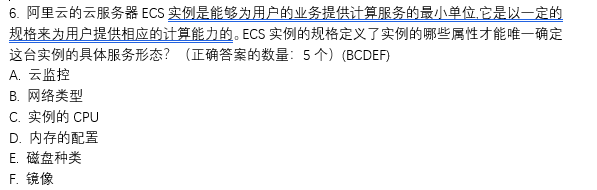 6. 阿里云的云服务器 ECS 实例是能够为用户的业务提供计算服务的最小单位,它是以一定的
规格来为用户提供相应的计算能力的。ECS 实例的规格定义了实例的哪些属性才能唯一确定
这台实例的具体服务形态？（正确答案的数量：5 个）(BCDEF)
A. 云监控
B. 网络类型
C. 实例的 CPU
D. 内存的配置
E. 磁盘种类
F. 镜像